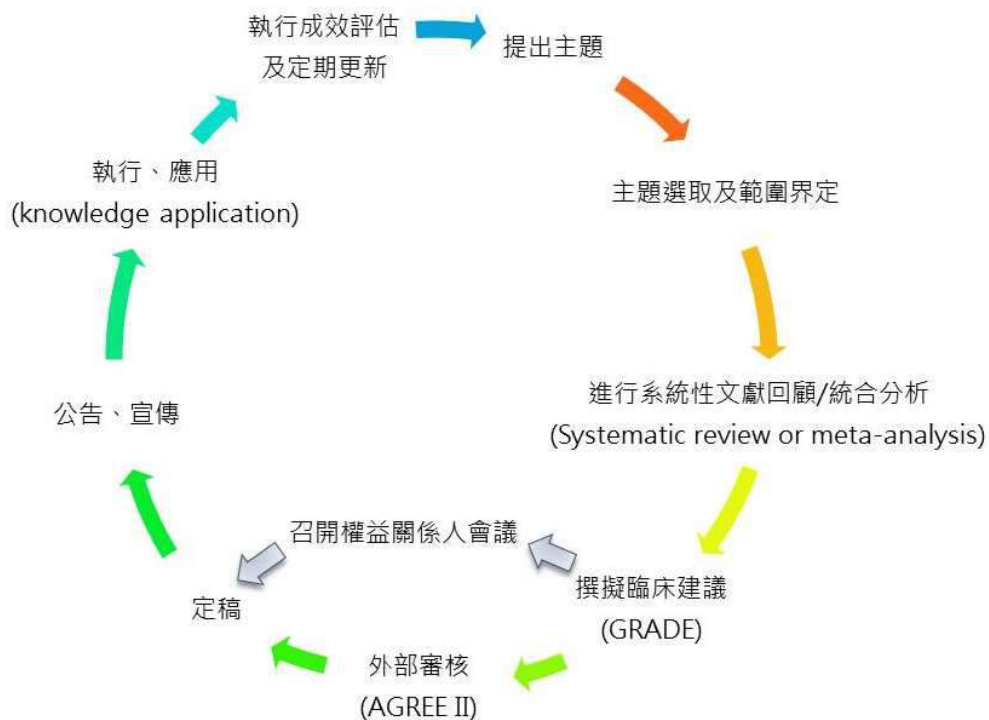 執行成效評估
及定期更新
提出主題
主題選取及範圍界定
進行系統性文獻回顧/統合分析
(Systematic review or meta-analysis)
撰擬臨床建議
(GRADE)
召開權益關係人會議
外部審核
(AGREE II)
定稿
公告、宣傳
執行、應用
(knowledge application)